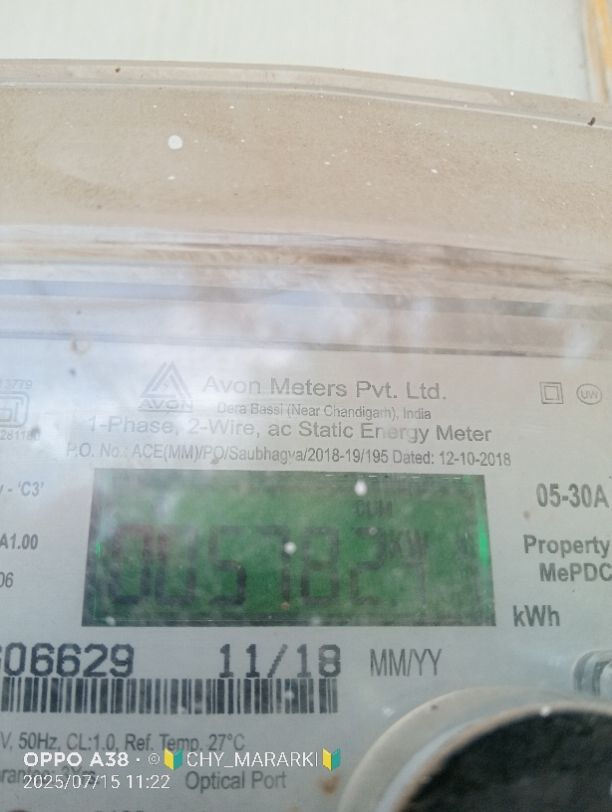 AVON
Avon Meters Pvt. Ltd.
Dera Bassi (Near Chandigarh), India
UW
1-Phase, 2-Wire, ac Static Energy Meter
P.O. No.: ACE(MM)/PO/Saubhagya/2018-19/195 Dated: 12-10-2018
- 'C3'
05-30A
CUM
A1.00
Property
06
MePDC
kWh
06629 11/18 MM/YY
V, 50Hz, CL:1.0, Ref. Temp. 27°C
Optical Port
OPPO A38 · CHY_MARARKI
2025/07/15 11:22